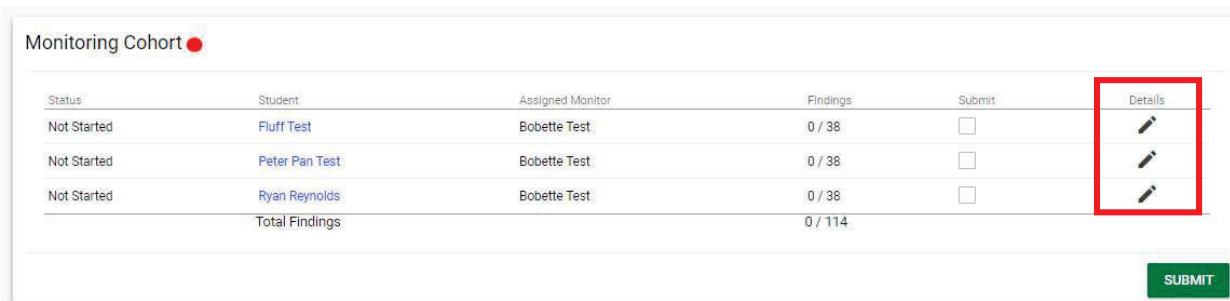 Monitoring Cohort
Status Student Assigned Monitor Findings Submit Details
Not Started Fluff Test Bobette Test 0 / 38
Not Started Peter Pan Test Bobette Test 0 / 38
Not Started Ryan Reynolds Bobette Test 0 / 38
Total Findings 0 / 114
SUBMIT